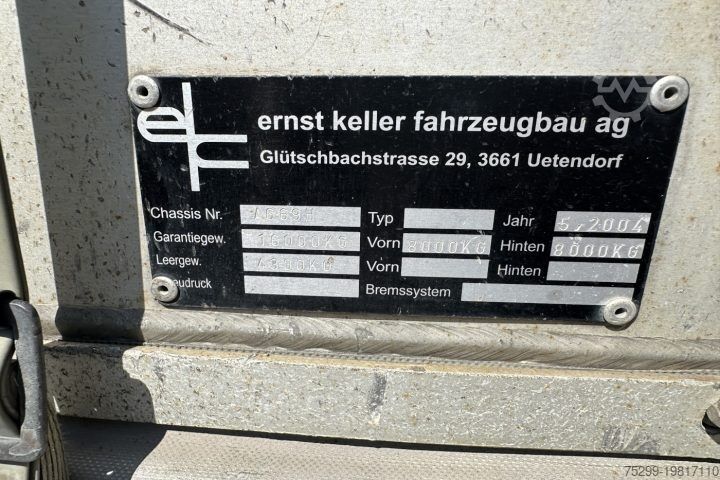 ek
ernst keller fahrzeugbau ag
Glütschbachstrasse 29, 3661 Uetendorf
Chassis Nr. Typ Jahr 5.2004
Garantiegew. 16000KG Vorn 8000KG Hinten 8000KG
Leergew. Vorn Hinten
Bremssystem
75299-19817110